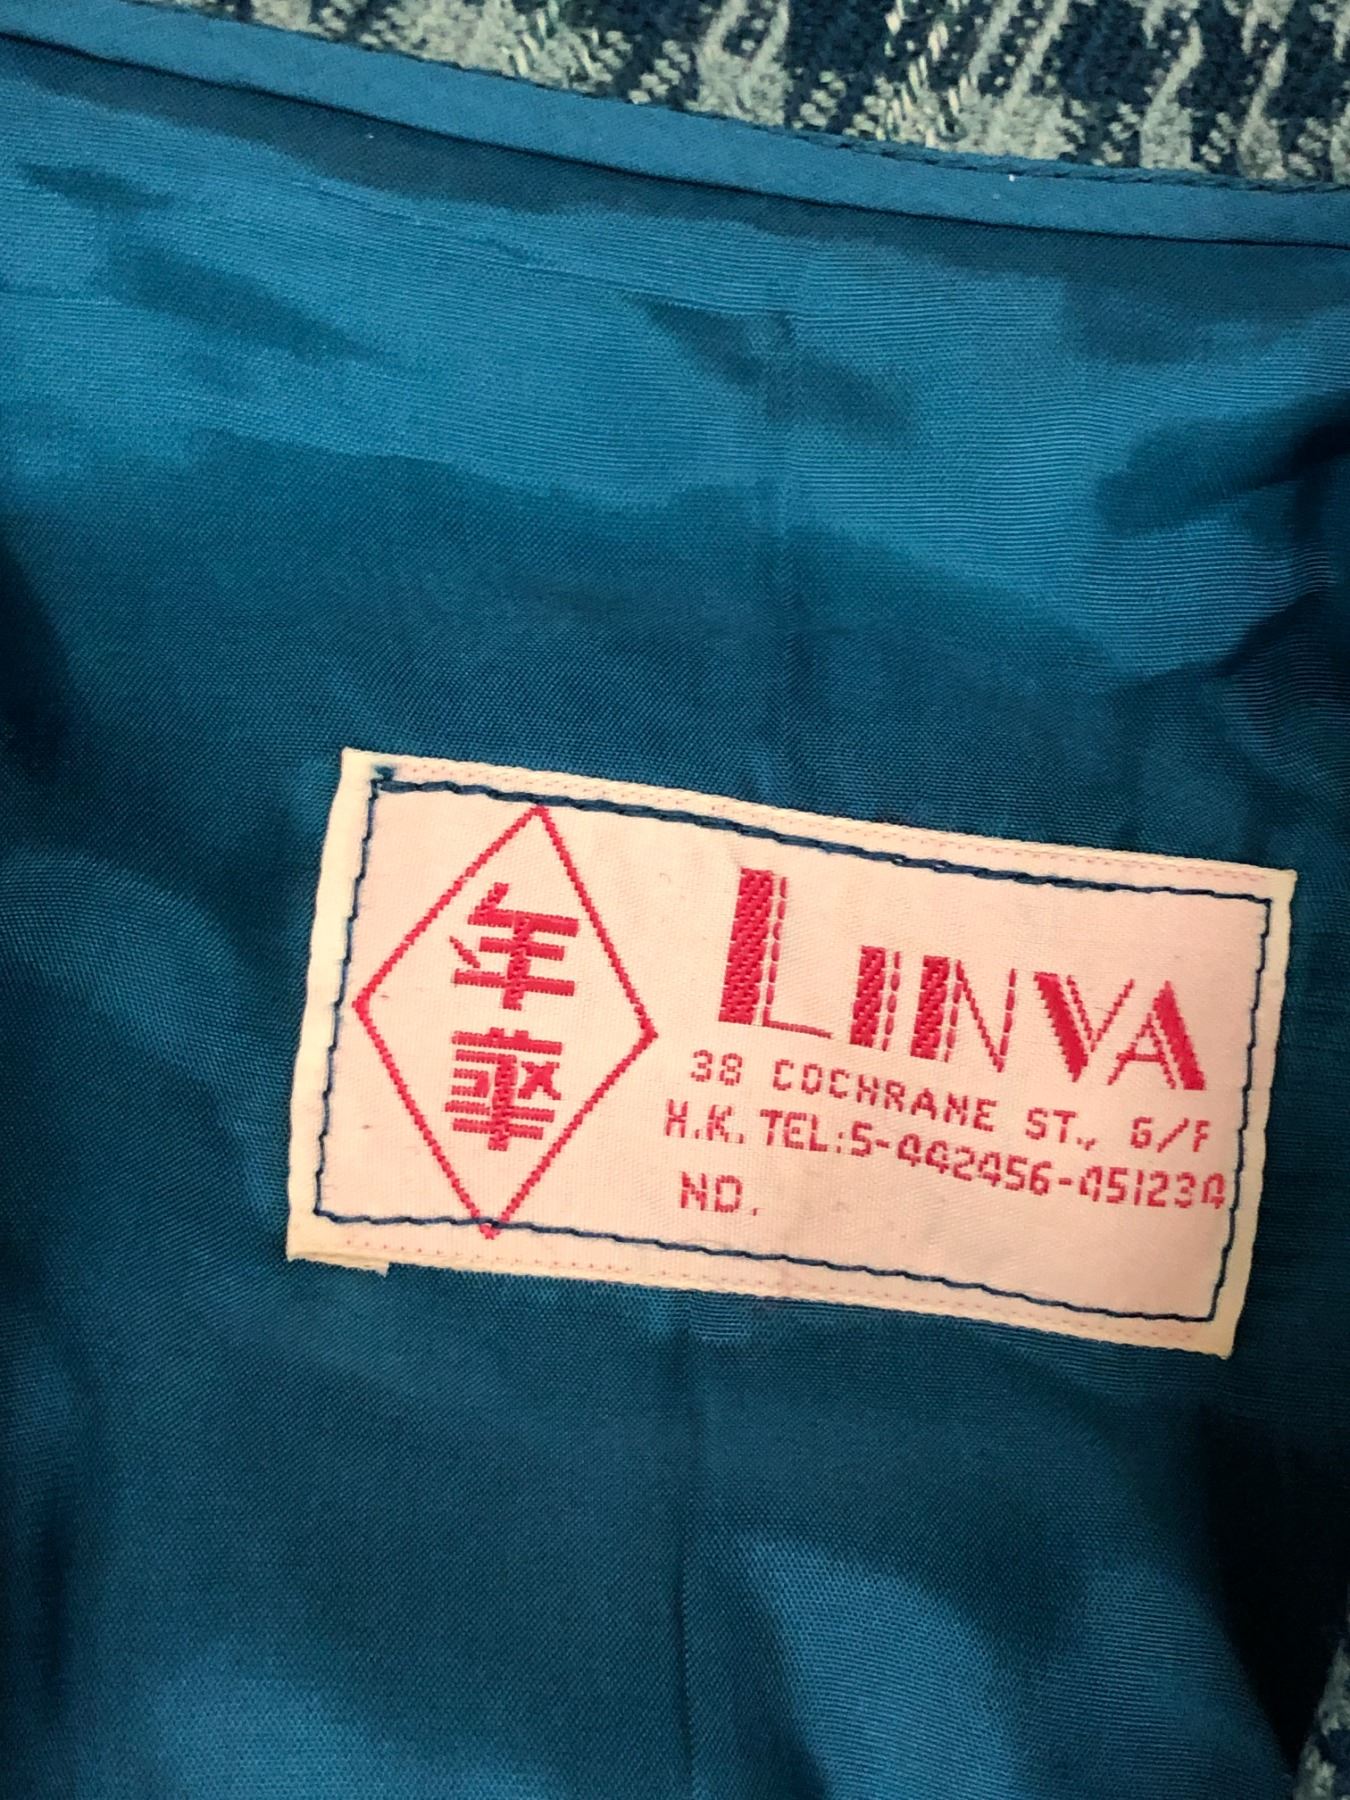 年
華
LINVA
38 COCHRANE ST., G/F
H.K. TEL:5-442456-451234
NO.